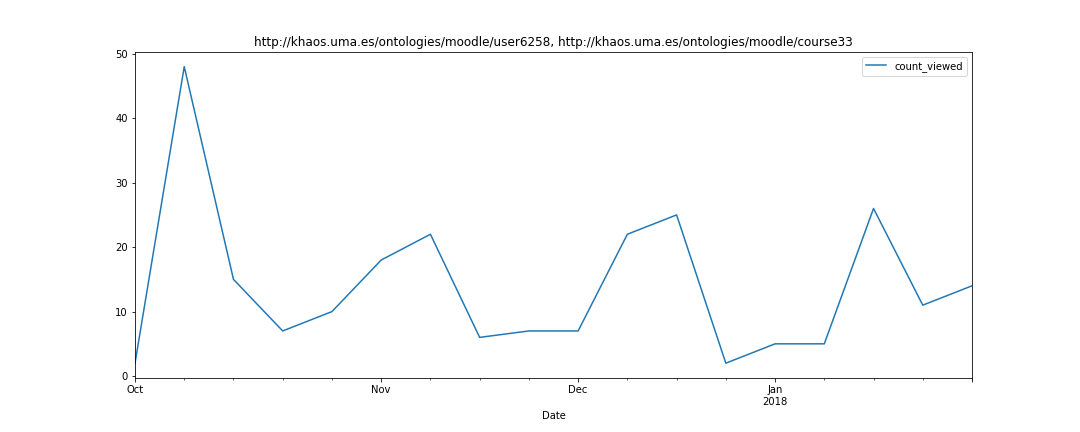 http://khaos.uma.es/ontologies/moodle/user6258, http://khaos.uma.es/ontologies/moodle/course33
count_viewed
50
40
30
20
10
0
Oct
Nov
Dec
Jan
2018
Date